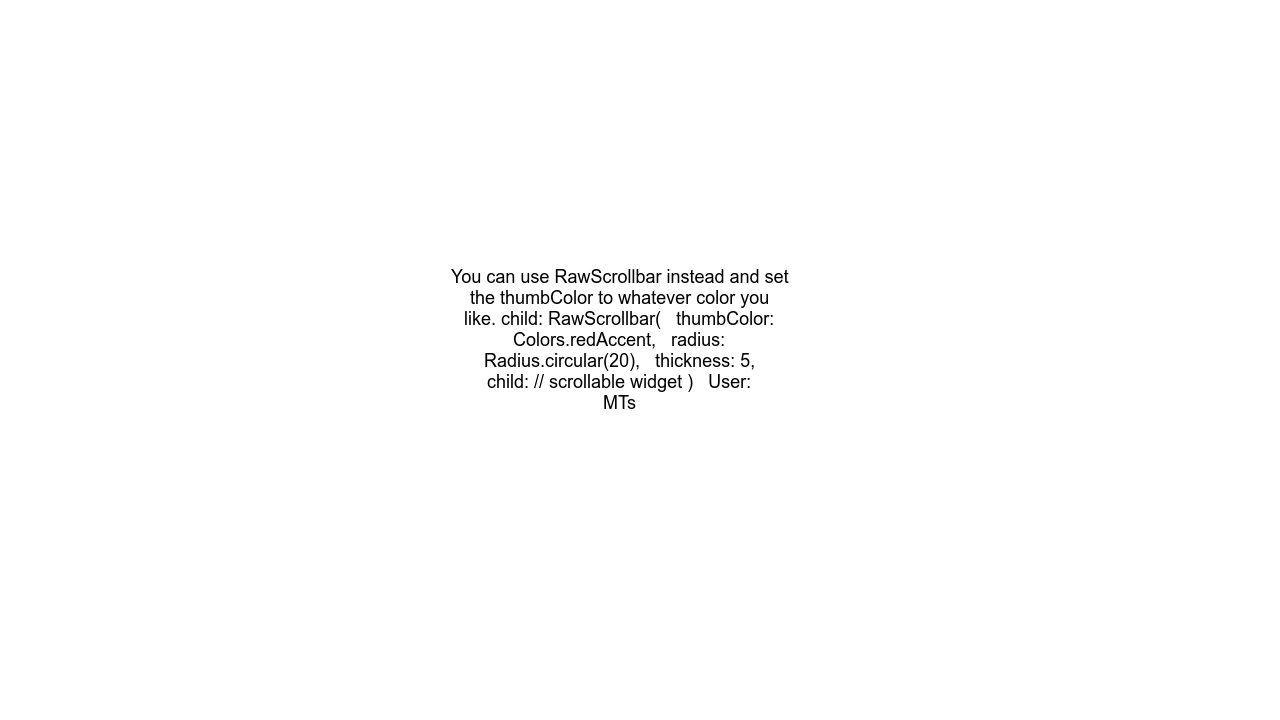 You can use RawScrollbar instead and set
the thumbColor to whatever color you
like. child: RawScrollbar(   thumbColor:
Colors.redAccent,   radius:
Radius.circular(20),   thickness: 5,
child: // scrollable widget )   User:
MTs